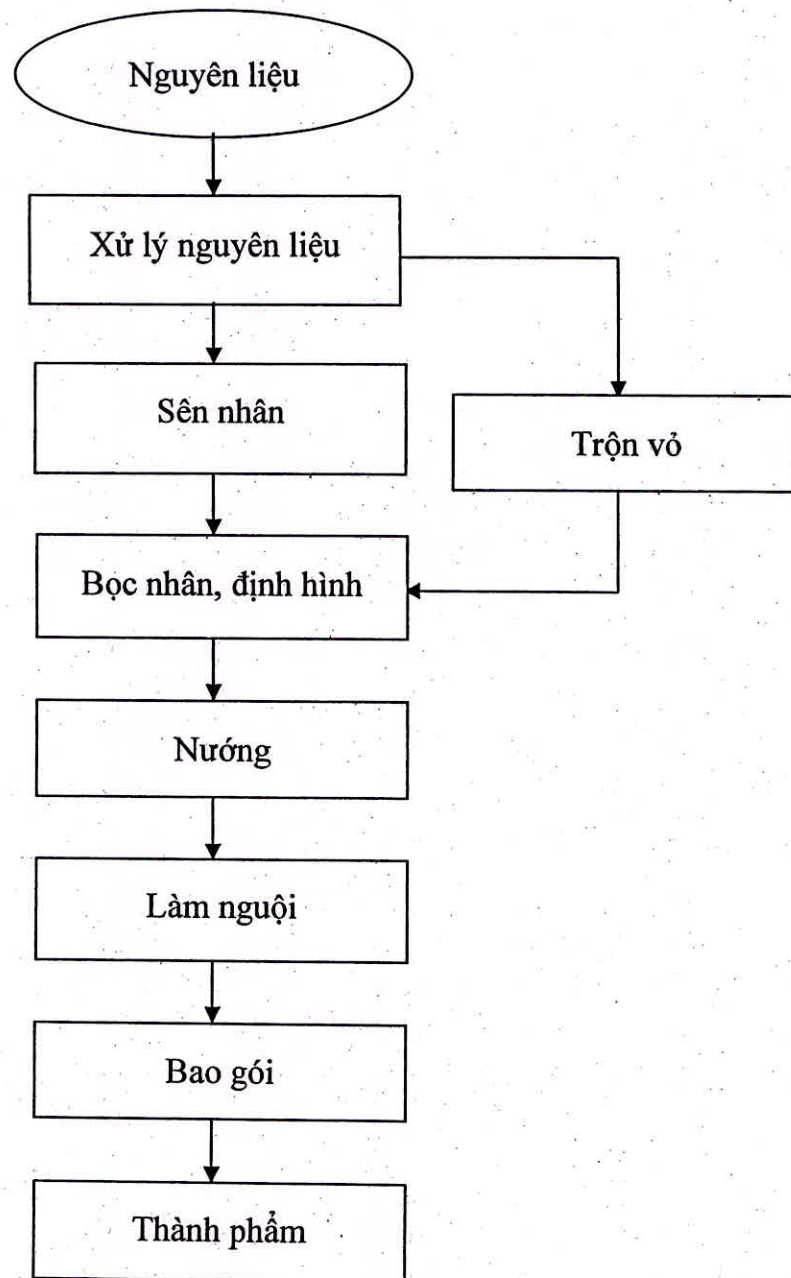 Nguyên liệu
Xử lý nguyên liệu
Sên nhân
Trộn vỏ
Bọc nhân, định hình
Nướng
Làm nguội
Bao gói
Thành phẩm